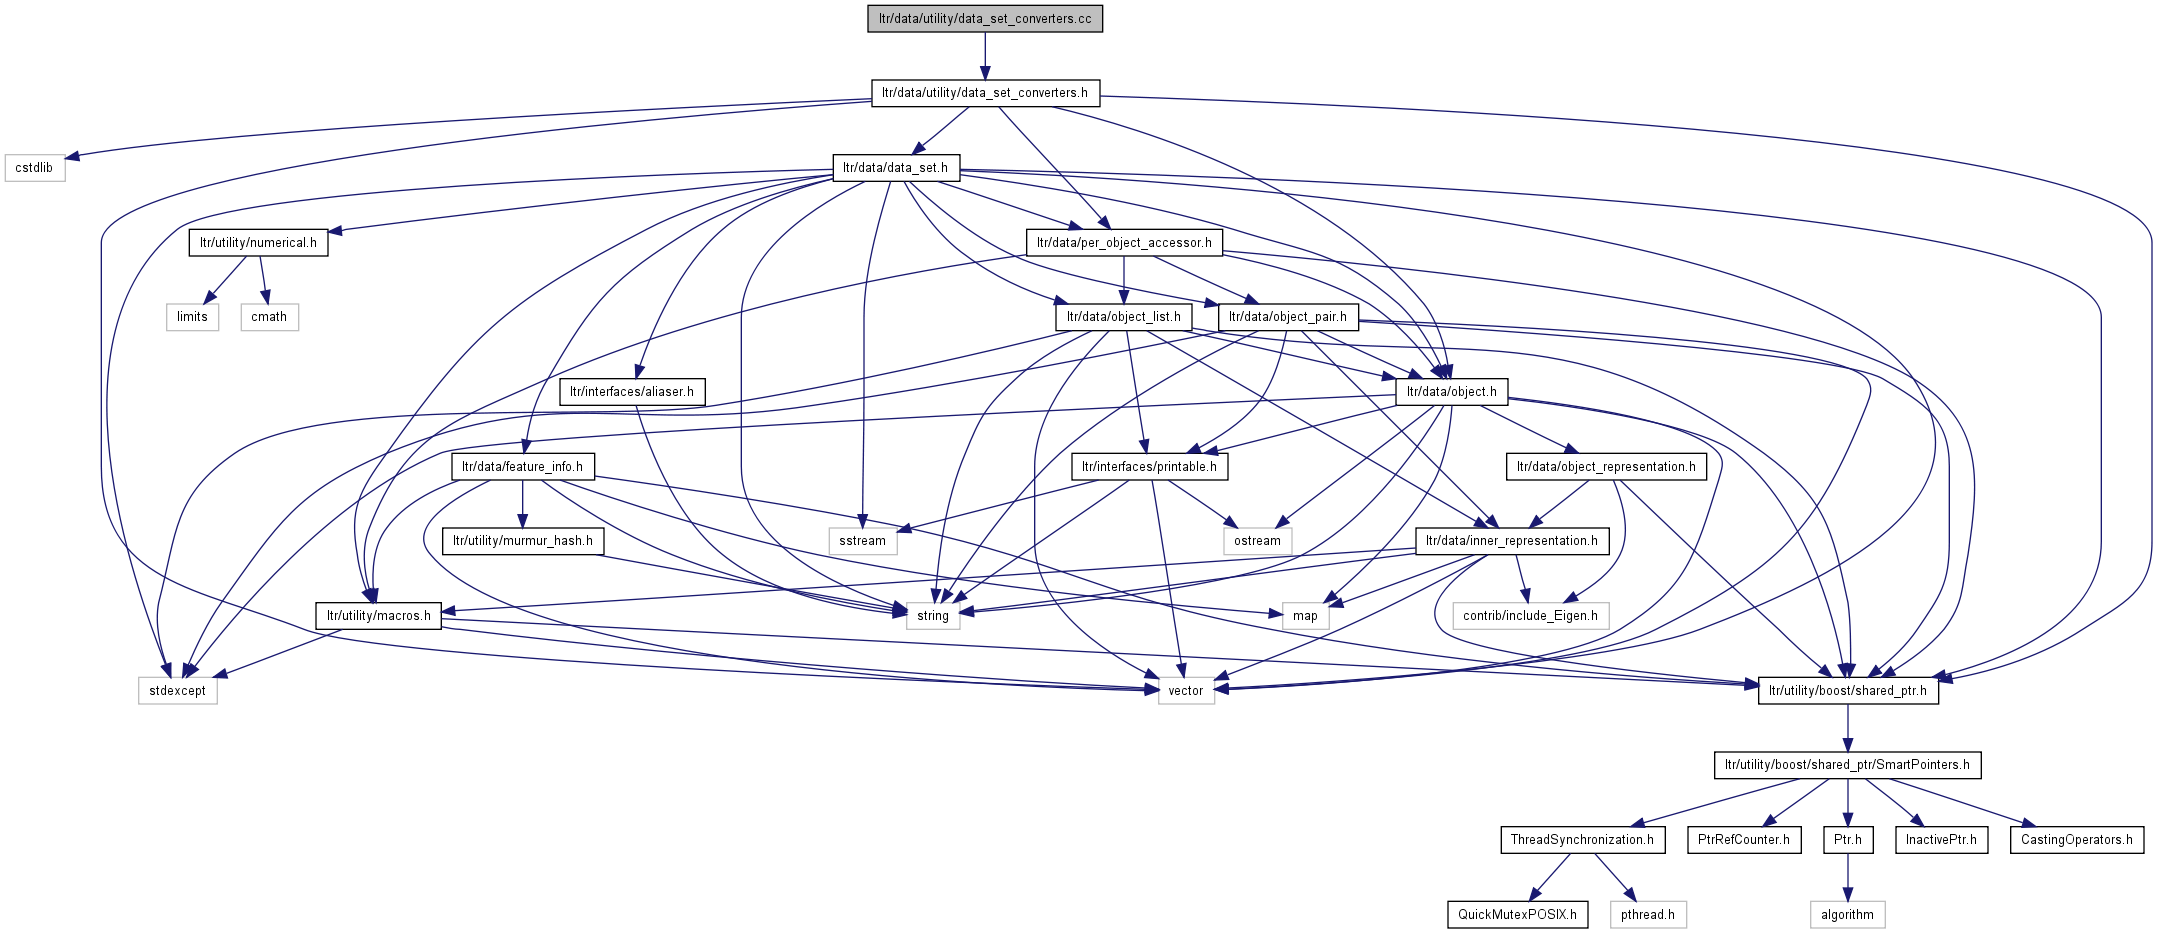 ltr/data/utility/data_set_converters.cc
ltr/data/utility/data_set_converters.h
cstdlib
ltr/data/data_set.h
ltr/utility/numerical.h
ltr/data/per_object_accessor.h
limits
cmath
ltr/data/object_list.h
ltr/data/object_pair.h
ltr/interfaces/aliaser.h
ltr/data/object.h
ltr/data/feature_info.h
ltr/interfaces/printable.h
ltr/data/object_representation.h
ltr/utility/murmur_hash.h
sstream
ostream
ltr/data/inner_representation.h
ltr/utility/macros.h
string
map
contrib/include_Eigen.h
stdexcept
vector
ltr/utility/boost/shared_ptr.h
ltr/utility/boost/shared_ptr/SmartPointers.h
ThreadSynchronization.h
PtrRefCounter.h
Ptr.h
InactivePtr.h
CastingOperators.h
QuickMutexPOSIX.h
pthread.h
algorithm